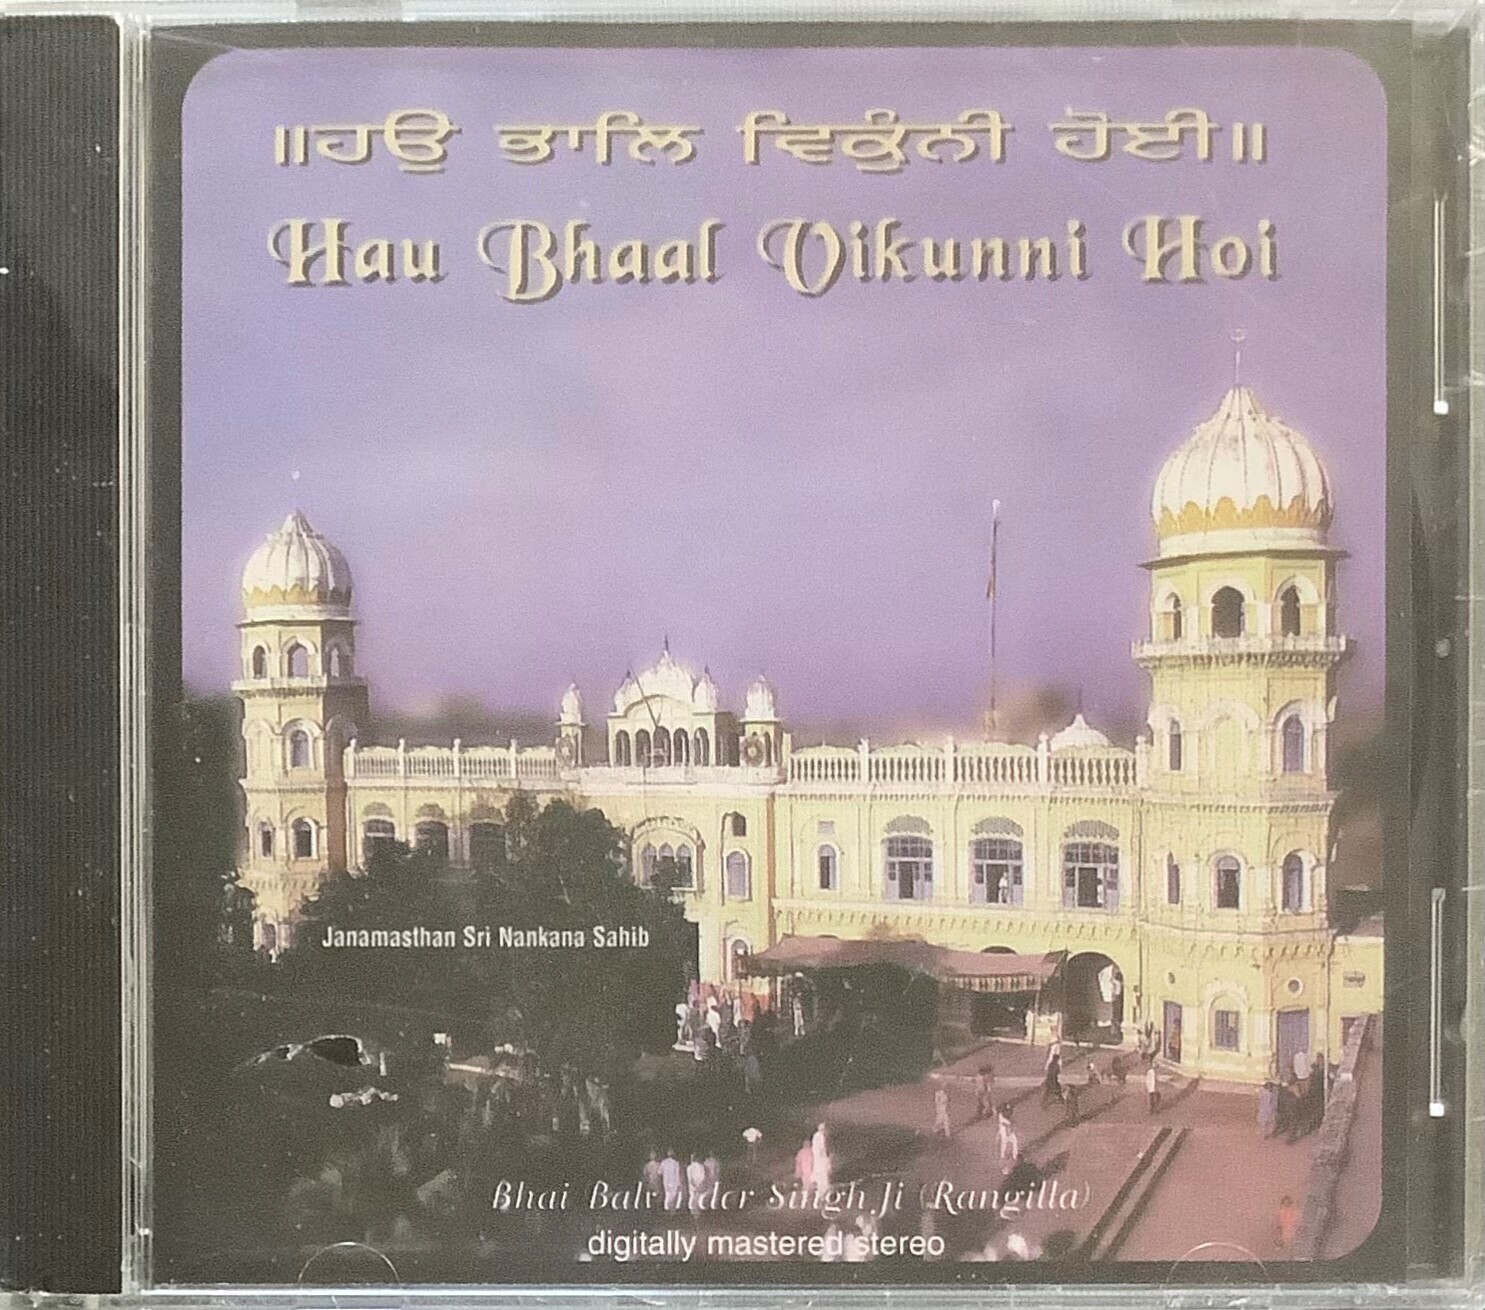 ॥ਹਉ ਭਾਲਿ ਵਿਕੁੰਨੀ ਹੋਈ॥
Hau Bhaal Vikunni Hoi
Janamasthan Sri Nankana Sahib
Bhai Balvinder Singh Ji (Rangilla)
digitally mastered stereo